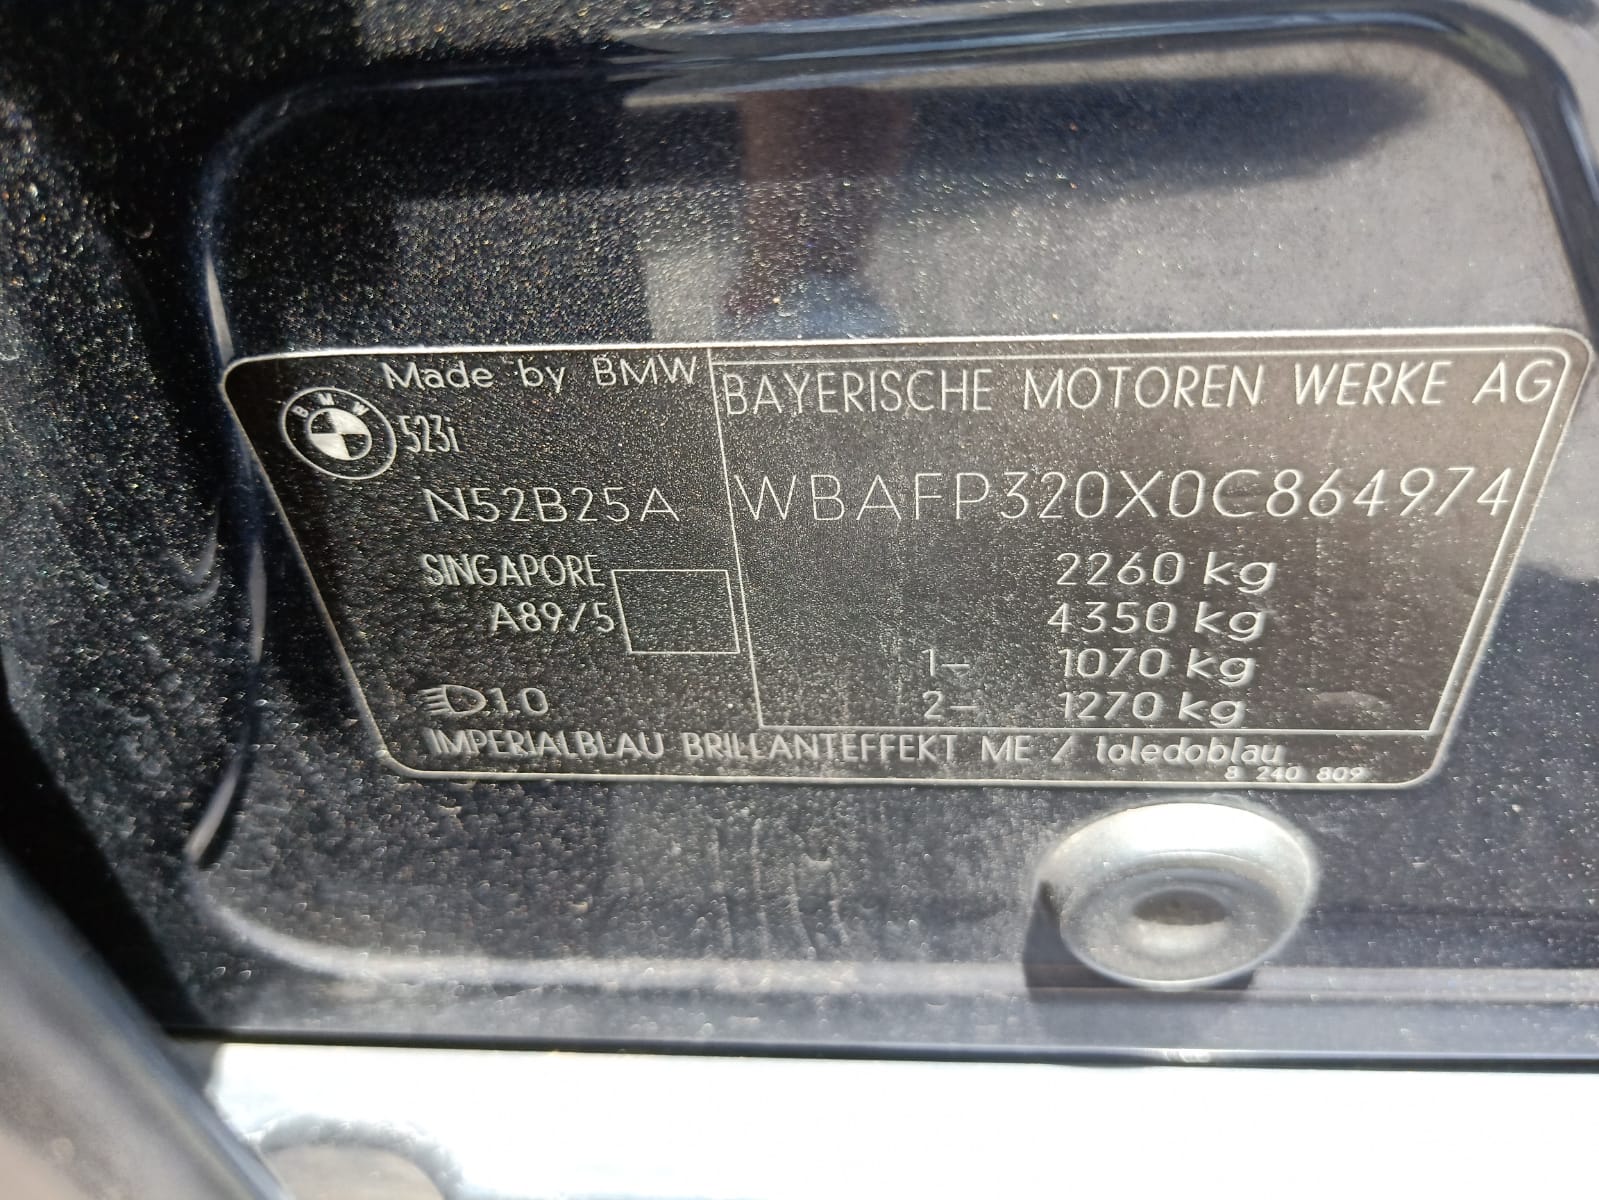 Made by BMW
BMW
523i
N52B25A
SINGAPORE
A89/5
1.0
BAYERISCHE MOTOREN WERKE AG
WBAFP320X0C864974
2260 kg
4350 kg
1- 1070 kg
2- 1270 kg
IMPERIALBLAU BRILLANTEFFEKT ME / toledoblau
8 240 809